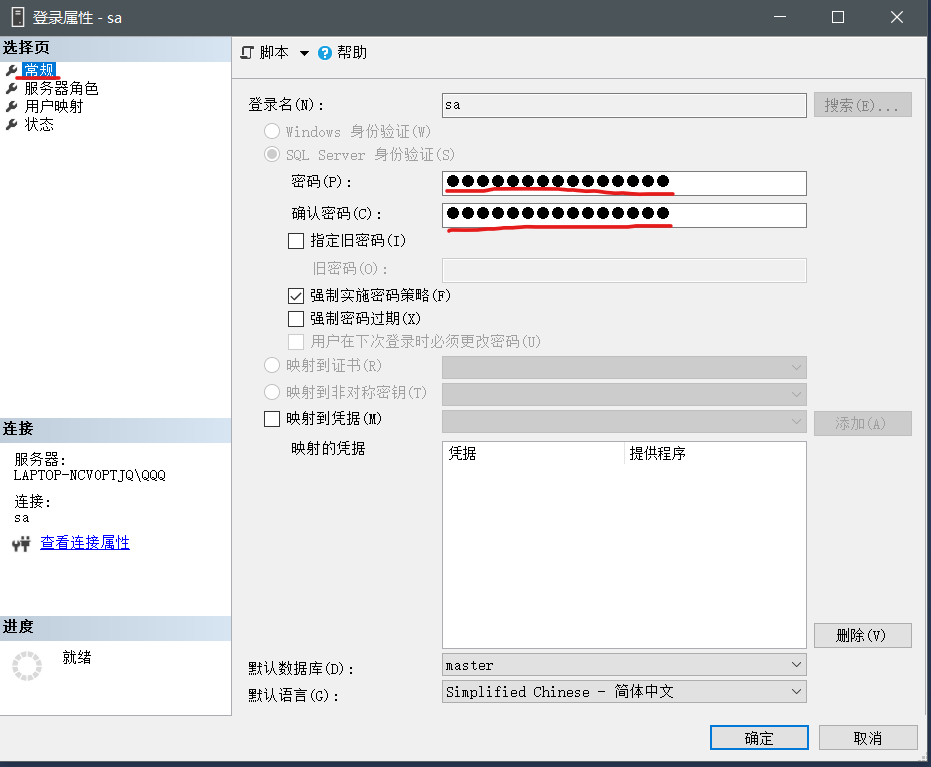 登录属性 - sa
选择页
常规
服务器角色
用户映射
状态
脚本
帮助
登录名(N):
sa
搜索(E)...
Windows 身份验证(W)
SQL Server 身份验证(S)
密码(P):
●●●●●●●●●●●●●●●
确认密码(C):
●●●●●●●●●●●●●●●
指定旧密码(I)
旧密码(O):
强制实施密码策略(F)
强制密码过期(X)
用户在下次登录时必须更改密码(U)
映射到证书(R)
映射到非对称密钥(T)
映射到凭据(M)
添加(A)
映射的凭据
凭据
提供程序
删除(V)
默认数据库(D):
master
默认语言(G):
Simplified Chinese - 简体中文
连接
服务器:
LAPTOP-NCVOPTJQ\QQQ
连接:
sa
查看连接属性
进度
就绪
确定
取消